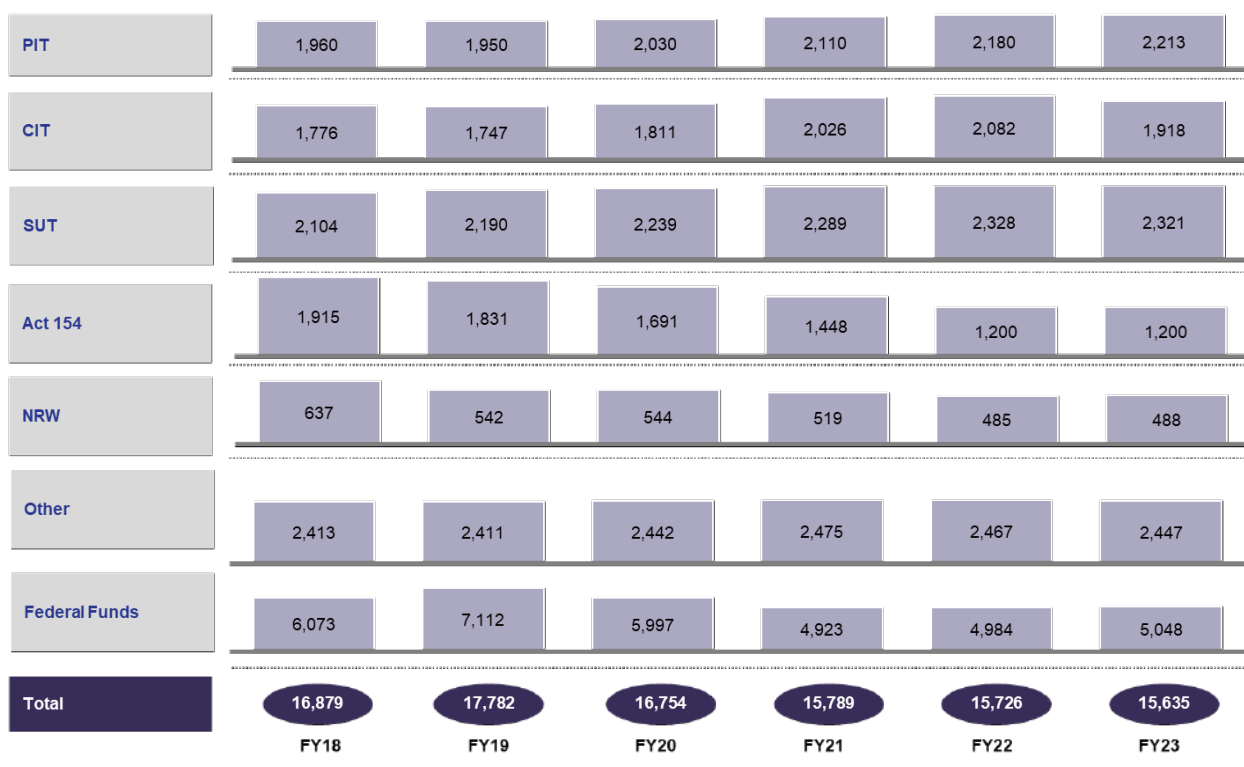 PIT 1,960 1,950 2,030 2,110 2,180 2,213
CIT 1,776 1,747 1,811 2,026 2,082 1,918
SUT 2,104 2,190 2,239 2,289 2,328 2,321
Act 154 1,915 1,831 1,691 1,448 1,200 1,200
NRW 637 542 544 519 485 488
Other 2,413 2,411 2,442 2,475 2,467 2,447
Federal Funds 6,073 7,112 5,997 4,923 4,984 5,048
Total 16,879 17,782 16,754 15,789 15,726 15,635
FY18 FY19 FY20 FY21 FY22 FY23